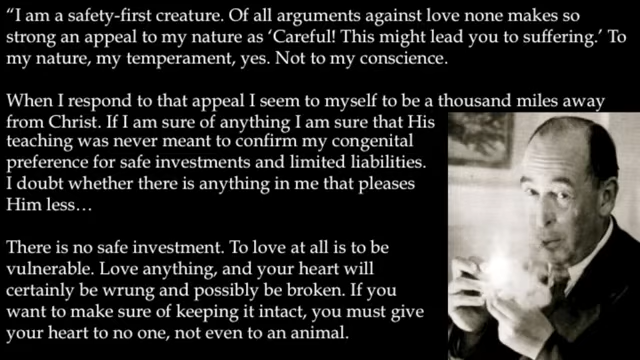 “I am a safety-first creature. Of all arguments against love none makes so
strong an appeal to my nature as ‘Careful! This might lead you to suffering.’ To
my nature, my temperament, yes. Not to my conscience.
When I respond to that appeal I seem to myself to be a thousand miles away
from Christ. If I am sure of anything I am sure that His
teaching was never meant to confirm my congenital
preference for safe investments and limited liabilities.
I doubt whether there is anything in me that pleases
Him less…
There is no safe investment. To love at all is to be
vulnerable. Love anything, and your heart will
certainly be wrung and possibly be broken. If you
want to make sure of keeping it intact, you must give
your heart to no one, not even to an animal.